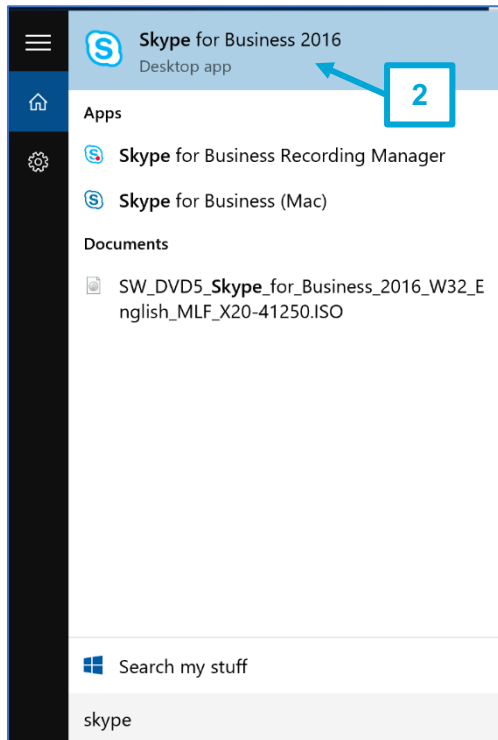 Skype for Business 2016
Desktop app
2
Apps
Skype for Business Recording Manager
Skype for Business (Mac)
Documents
SW_DVD5_Skype_for_Business_2016_W32_E
nglish_MLF_X20-41250.ISO
Search my stuff
skype